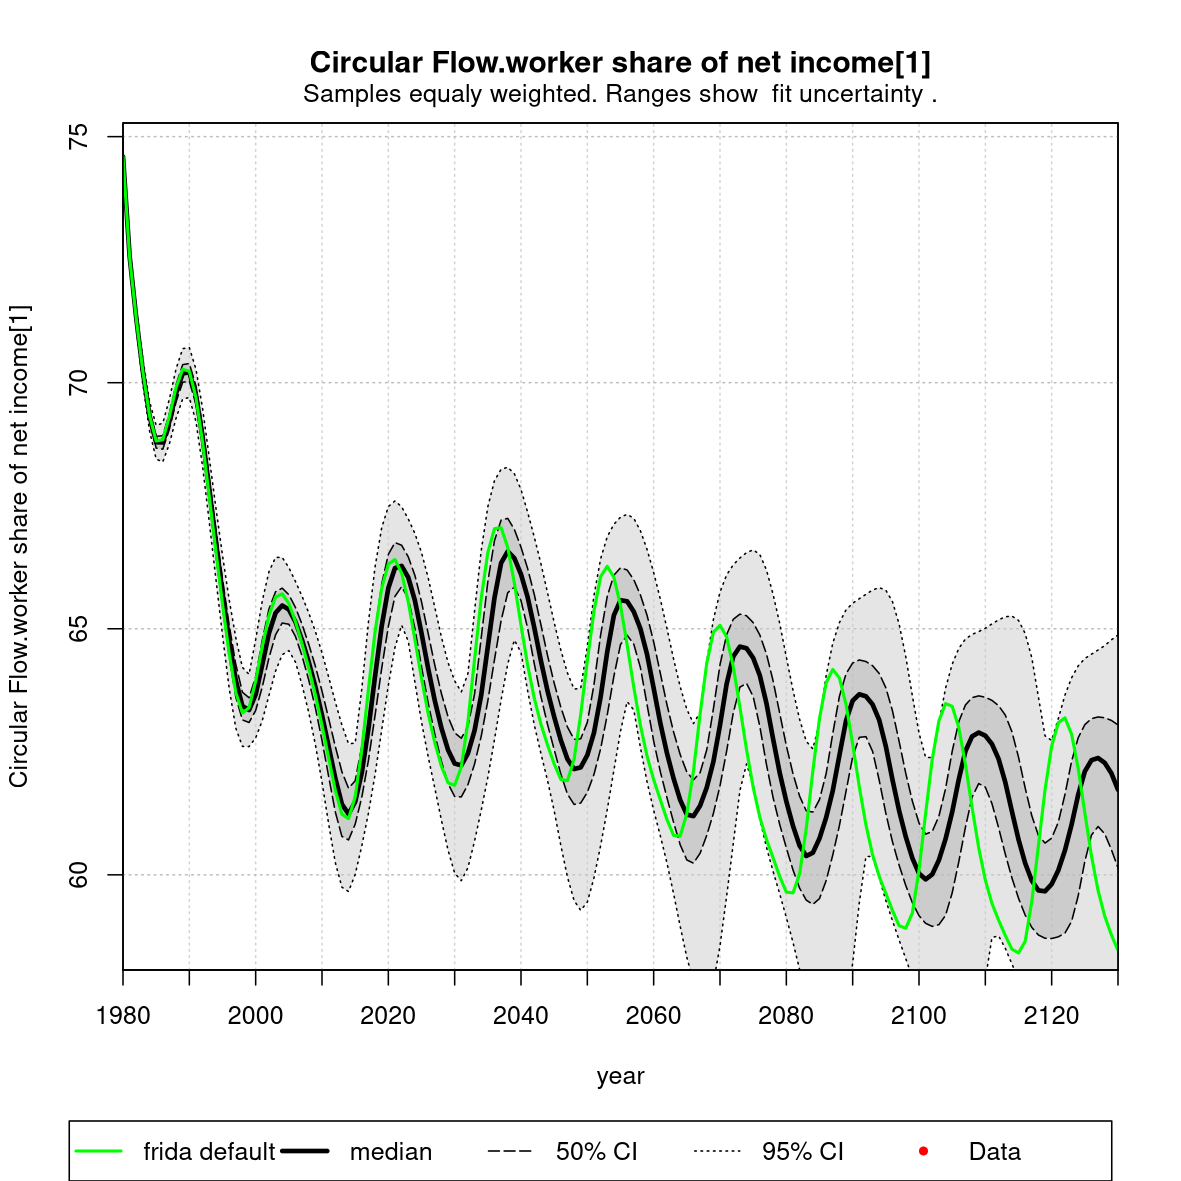 Circular Flow.worker share of net income[1]
Samples equaly weighted. Ranges show  fit uncertainty .
Circular Flow.worker share of net income[1]
75
70
65
60
1980 2000 2020 2040 2060 2080 2100 2120
year
frida default median 50% CI 95% CI Data